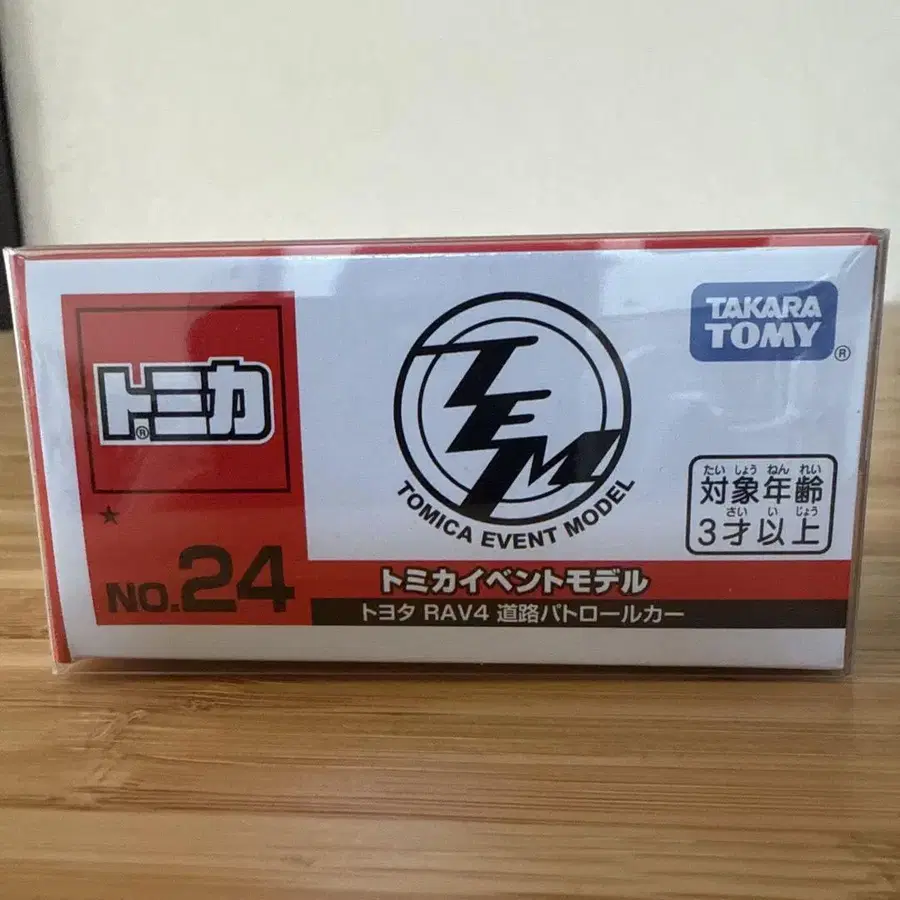 トミカ®
★
NO.24
TEM
TOMICA EVENT MODEL
TAKARA
TOMY®
たいしょうねんれい
対象年齢
さいいじょう
3才以上
トミカイベントモデル
トヨタ RAV4 道路パトロールカー